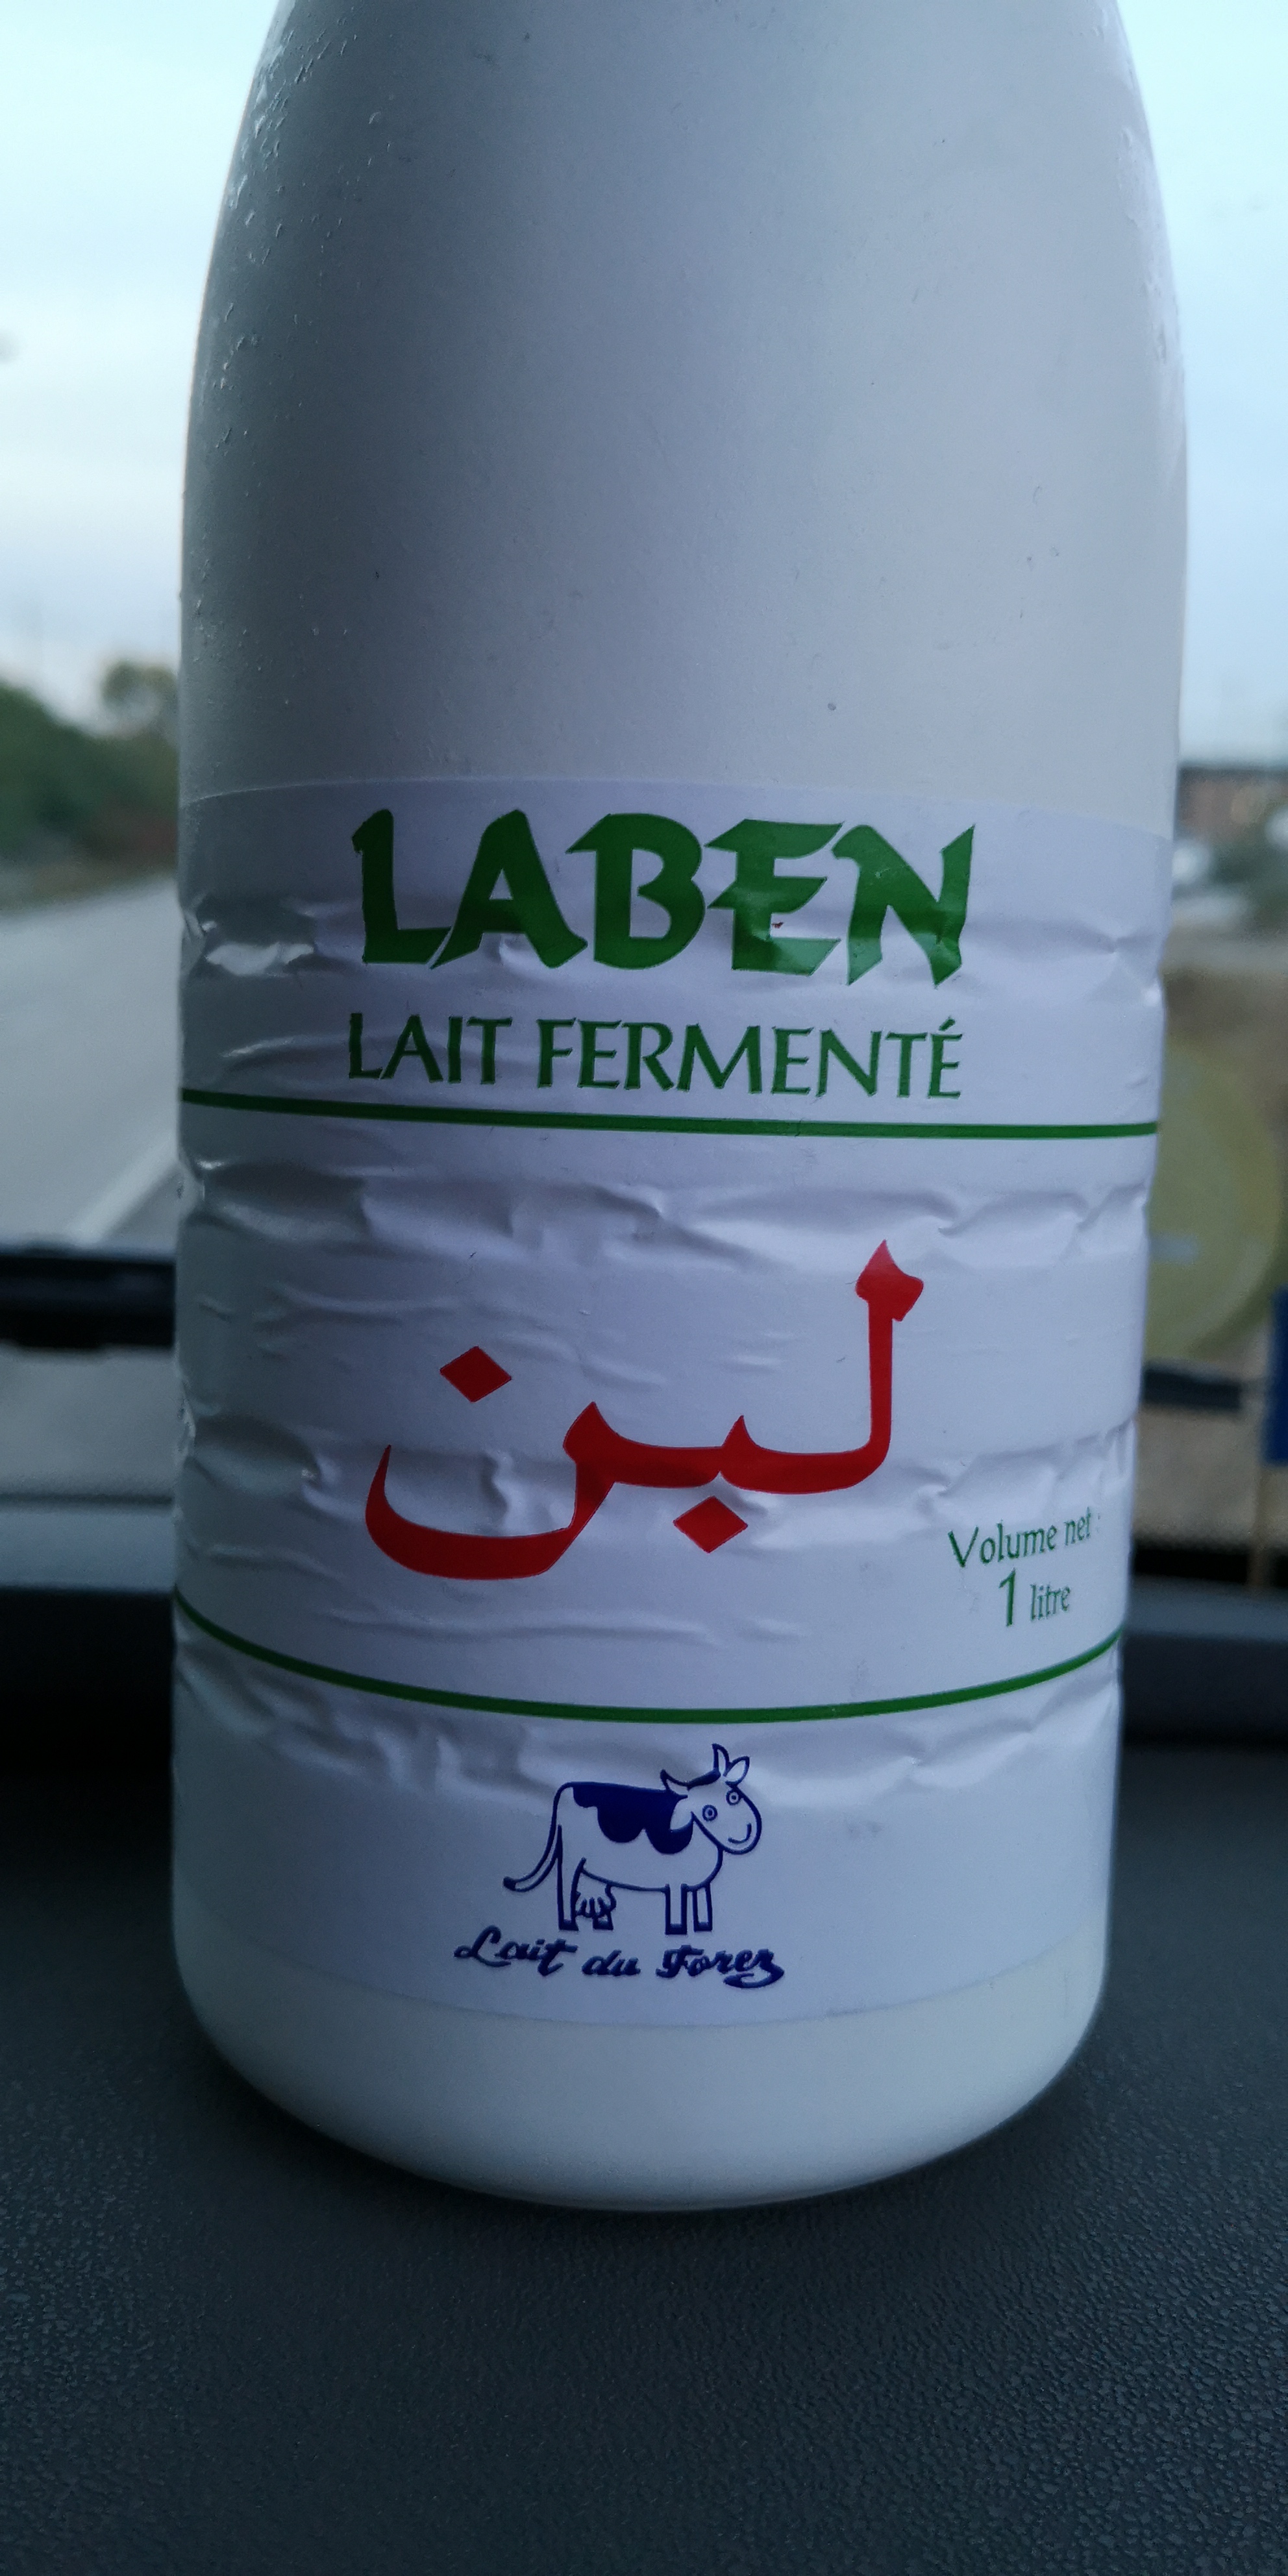 LABEN
LAIT FERMENTÉ
لبن
Volume net :
1 litre
Lait du Forez